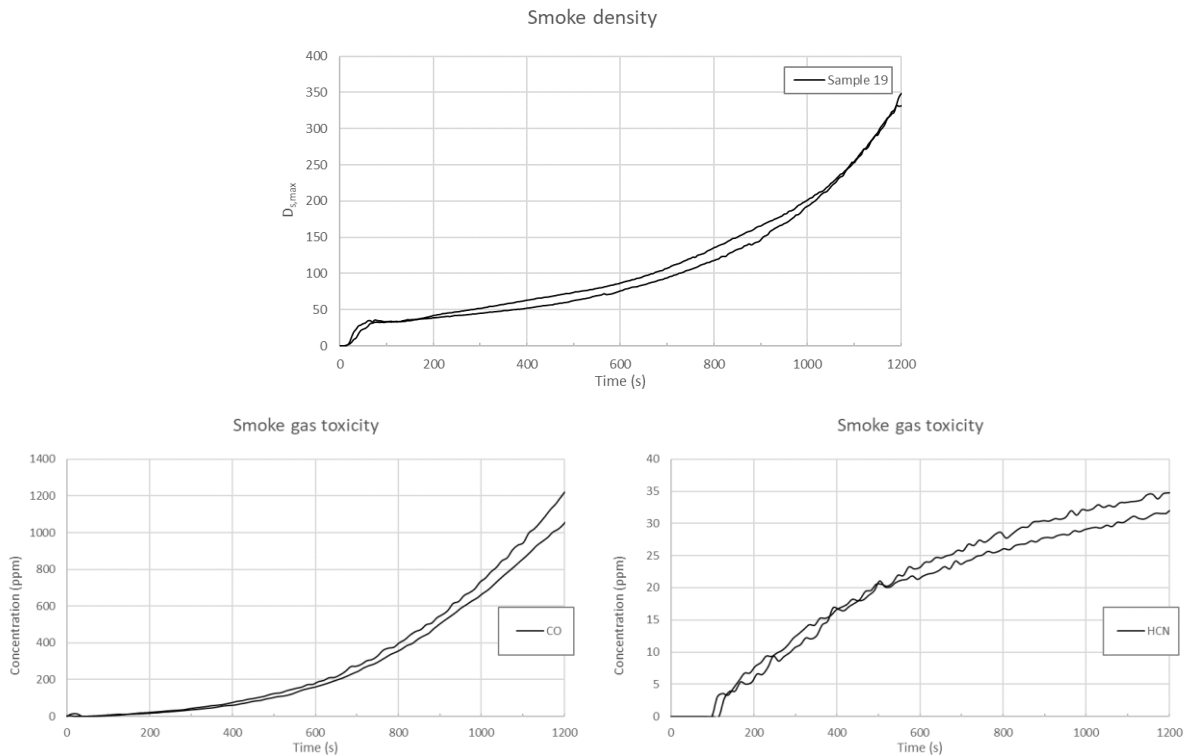 Smoke density
400
350
300
250
200
150
100
50
0
D s,max
Sample 19
0 200 400 600 800 1000 1200
Time (s)
Smoke gas toxicity
1400
1200
1000
800
600
400
200
0
Concentration (ppm)
CO
0 200 400 600 800 1000 1200
Time (s)
Smoke gas toxicity
40
35
30
25
20
15
10
5
0
Concentration (ppm)
HCN
0 200 400 600 800 1000 1200
Time (s)